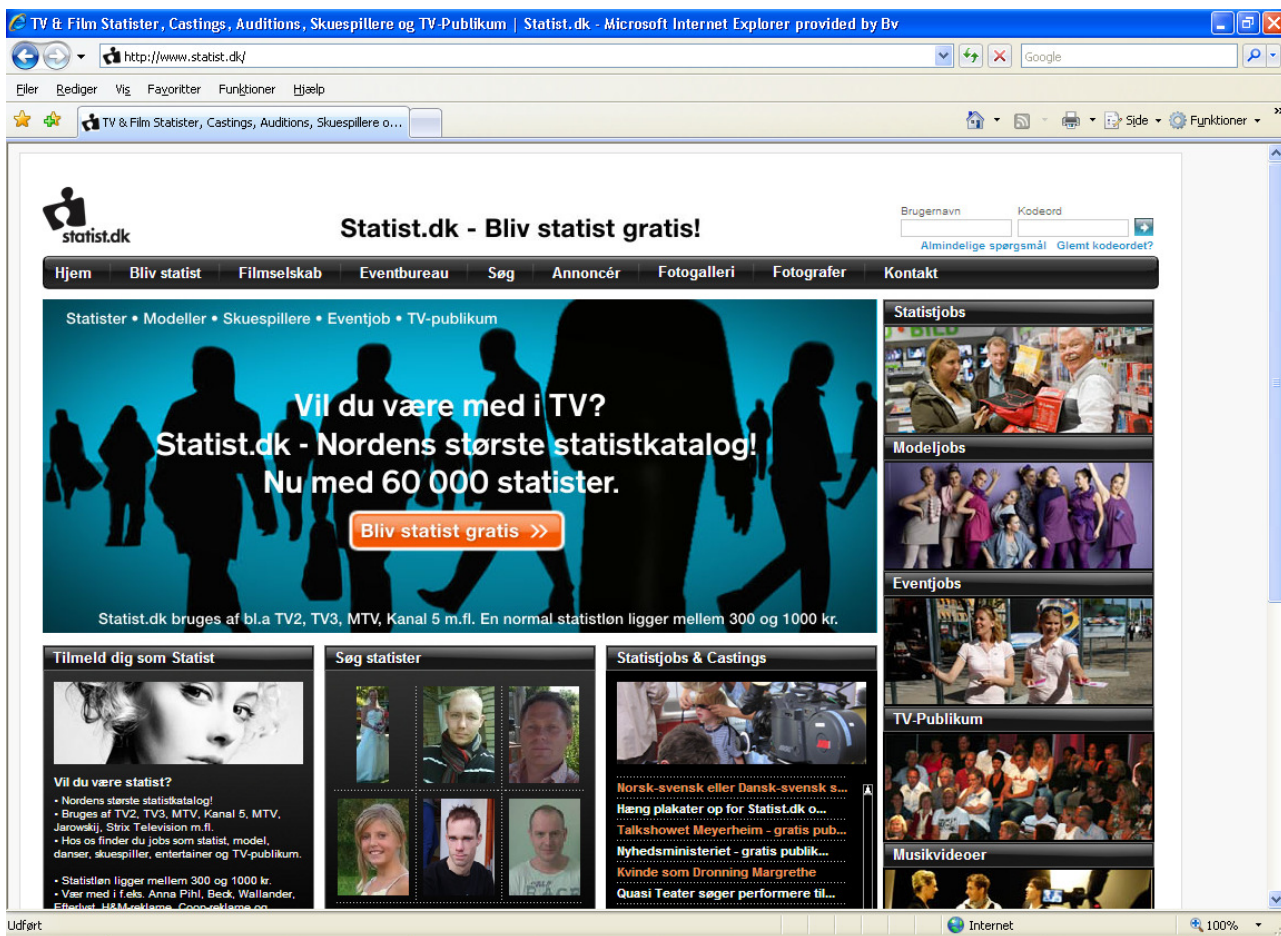 TV & Film Statister, Castings, Auditions, Skuespillere og TV-Publikum | Statist.dk - Microsoft Internet Explorer provided by Bv
http://www.statist.dk/
Google
Filer Rediger Vis Favoritter Funktioner Hjælp
TV & Film Statister, Castings, Auditions, Skuespillere o...
Side Funktioner
statist.dk
Statist.dk - Bliv statist gratis!
Brugernavn Kodeord
Almindelige spørgsmål Glemt kodeordet?
Hjem Bliv statist Filmselskab Eventbureau Søg Annoncér Fotogalleri Fotografer Kontakt
Statister • Modeller • Skuespillere • Eventjob • TV-publikum
Vil du være med i TV?
Statist.dk - Nordens største statistkatalog!
Nu med 60 000 statister.
Bliv statist gratis >>
Statist.dk bruges af bl.a TV2, TV3, MTV, Kanal 5 m.fl. En normal statistløn ligger mellem 300 og 1000 kr.
Statistjobs
Modeljobs
Eventjobs
TV-Publikum
Musikvideoer
Tilmeld dig som Statist
Vil du være statist?
• Nordens største statistkatalog!
• Bruges af TV2, TV3, MTV, Kanal 5, MTV,
Jarowskij, Strix Television m.fl.
• Hos os finder du jobs som statist, model,
danser, skuespiller, entertainer og TV-publikum.
• Statistløn ligger mellem 300 og 1000 kr.
• Vær med i f.eks. Anna Pihl, Beck, Wallander,
Efterlyst, H&M-reklame, Coop-reklame og
Søg statister
Statistjobs & Castings
Norsk-svensk eller Dansk-svensk s...
Hæng plakater op for Statist.dk o...
Talkshowet Meyerheim - gratis pub...
Nyhedsministeriet - gratis publik...
Kvinde som Dronning Margrethe
Quasi Teater søger performere til...
Udført
Internet
100%